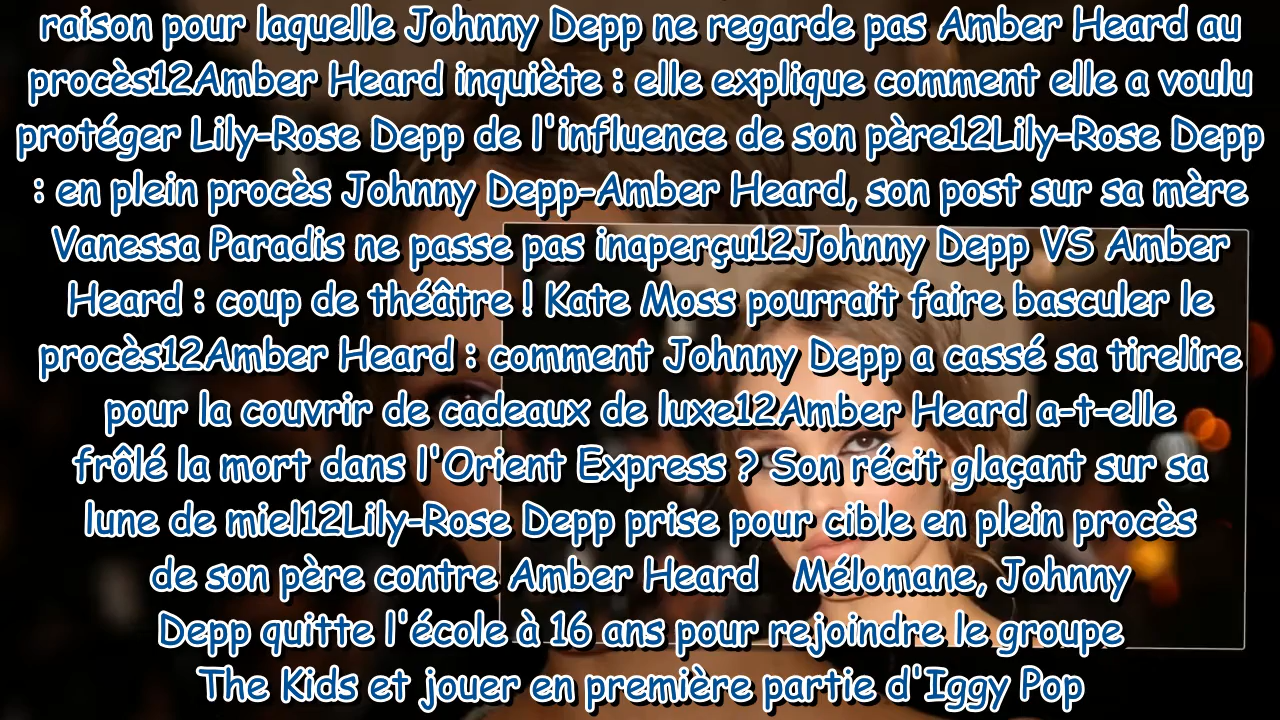 raison pour laquelle Johnny Depp ne regarde pas Amber Heard au
procès12Amber Heard inquiète : elle explique comment elle a voulu
protéger Lily-Rose Depp de l'influence de son père12Lily-Rose Depp
: en plein procès Johnny Depp-Amber Heard, son post sur sa mère
Vanessa Paradis ne passe pas inaperçu12Johnny Depp VS Amber
Heard : coup de théâtre ! Kate Moss pourrait faire basculer le
procès12Amber Heard : comment Johnny Depp a cassé sa tirelire
pour la couvrir de cadeaux de luxe12Amber Heard a-t-elle
frôlé la mort dans l'Orient Express ? Son récit glaçant sur sa
lune de miel12Lily-Rose Depp prise pour cible en plein procès
de son père contre Amber Heard   Mélomane, Johnny
Depp quitte l'école à 16 ans pour rejoindre le groupe
The Kids et jouer en première partie d'Iggy Pop